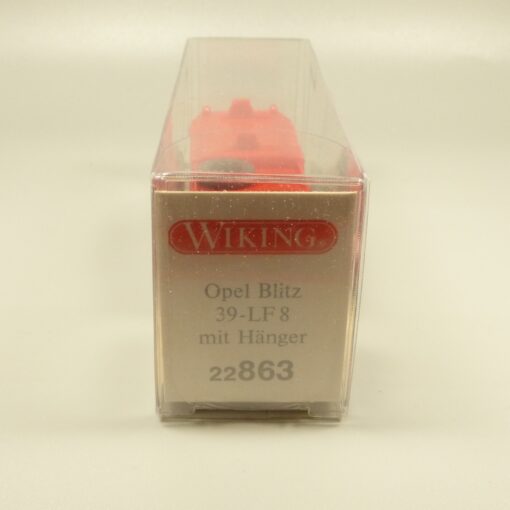 WIKING®
Opel Blitz
39-LF 8
mit Hänger
22863